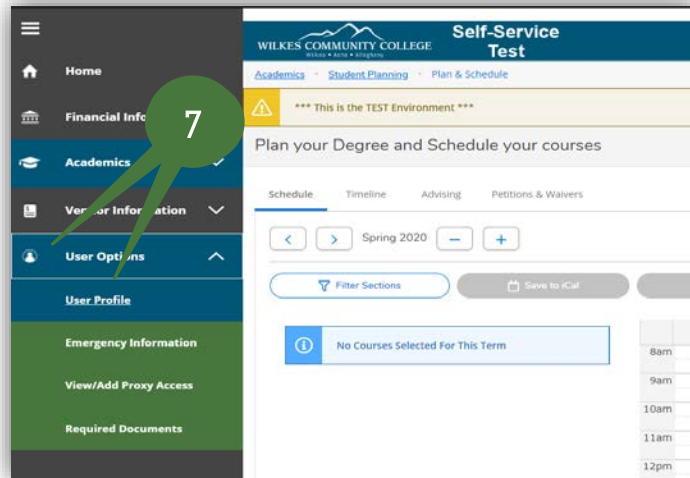 Home
Financial Info
7
Academics
Vendor Information
User Options
User Profile
Emergency Information
View/Add Proxy Access
Required Documents
WILKES COMMUNITY COLLEGE
Wilkes • Ashe • Alleghany
Self-Service
Test
Academics · Student Planning · Plan & Schedule
*** This is the TEST Environment ***
Plan your Degree and Schedule your courses
Schedule Timeline Advising Petitions & Waivers
< > Spring 2020 − +
Filter Sections Save to iCal
No Courses Selected For This Term
8am
9am
10am
11am
12pm